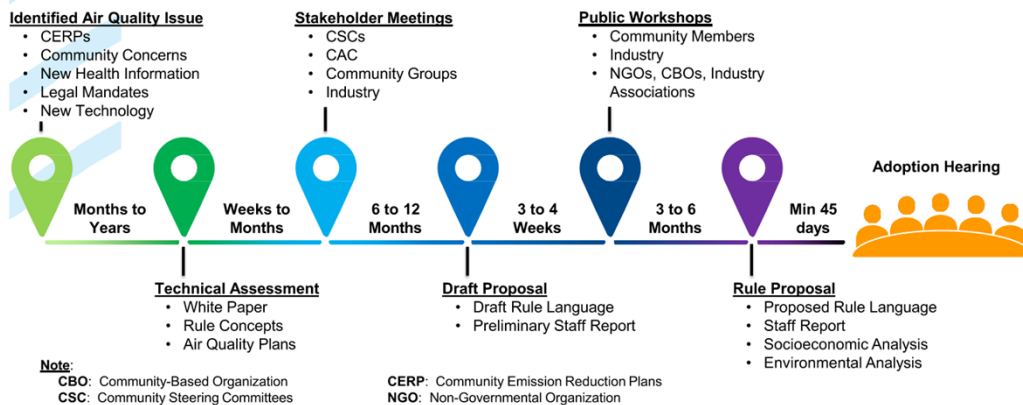 Identified Air Quality Issue
• CERPs
• Community Concerns
• New Health Information
• Legal Mandates
• New Technology
Stakeholder Meetings
• CSCs
• CAC
• Community Groups
• Industry
Public Workshops
• Community Members
• Industry
• NGOs, CBOs, Industry
Associations
Adoption Hearing
Months to
Years
Weeks to
Months
6 to 12
Months
3 to 4
Weeks
3 to 6
Months
Min 45
days
Technical Assessment
• White Paper
• Rule Concepts
• Air Quality Plans
Draft Proposal
• Draft Rule Language
• Preliminary Staff Report
Rule Proposal
• Proposed Rule Language
• Staff Report
• Socioeconomic Analysis
• Environmental Analysis
Note:
CBO: Community-Based Organization
CSC: Community Steering Committees
CERP: Community Emission Reduction Plans
NGO: Non-Governmental Organization